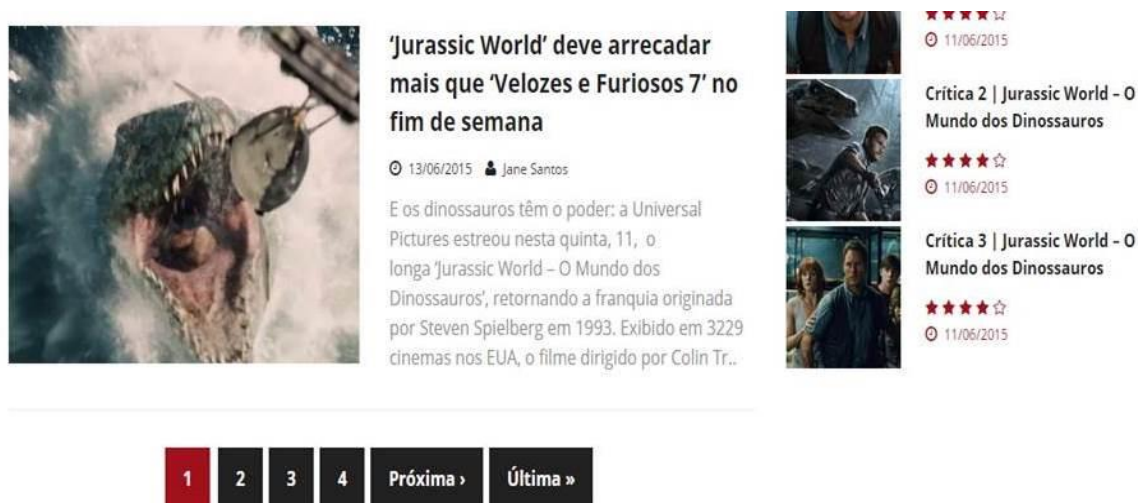 ‘Jurassic World’ deve arrecadar
mais que ‘Velozes e Furiosos 7’ no
fim de semana
13/06/2015 Jane Santos
E os dinossauros têm o poder: a Universal
Pictures estreou nesta quinta, 11, o
longa ‘Jurassic World – O Mundo dos
Dinossauros’, retornando a franquia originada
por Steven Spielberg em 1993. Exibido em 3229
cinemas nos EUA, o filme dirigido por Colin Tr..
1 2 3 4 Próxima › Última »
★★★★☆
11/06/2015
Crítica 2 | Jurassic World – O
Mundo dos Dinossauros
★★★★☆
11/06/2015
Crítica 3 | Jurassic World – O
Mundo dos Dinossauros
★★★★☆
11/06/2015